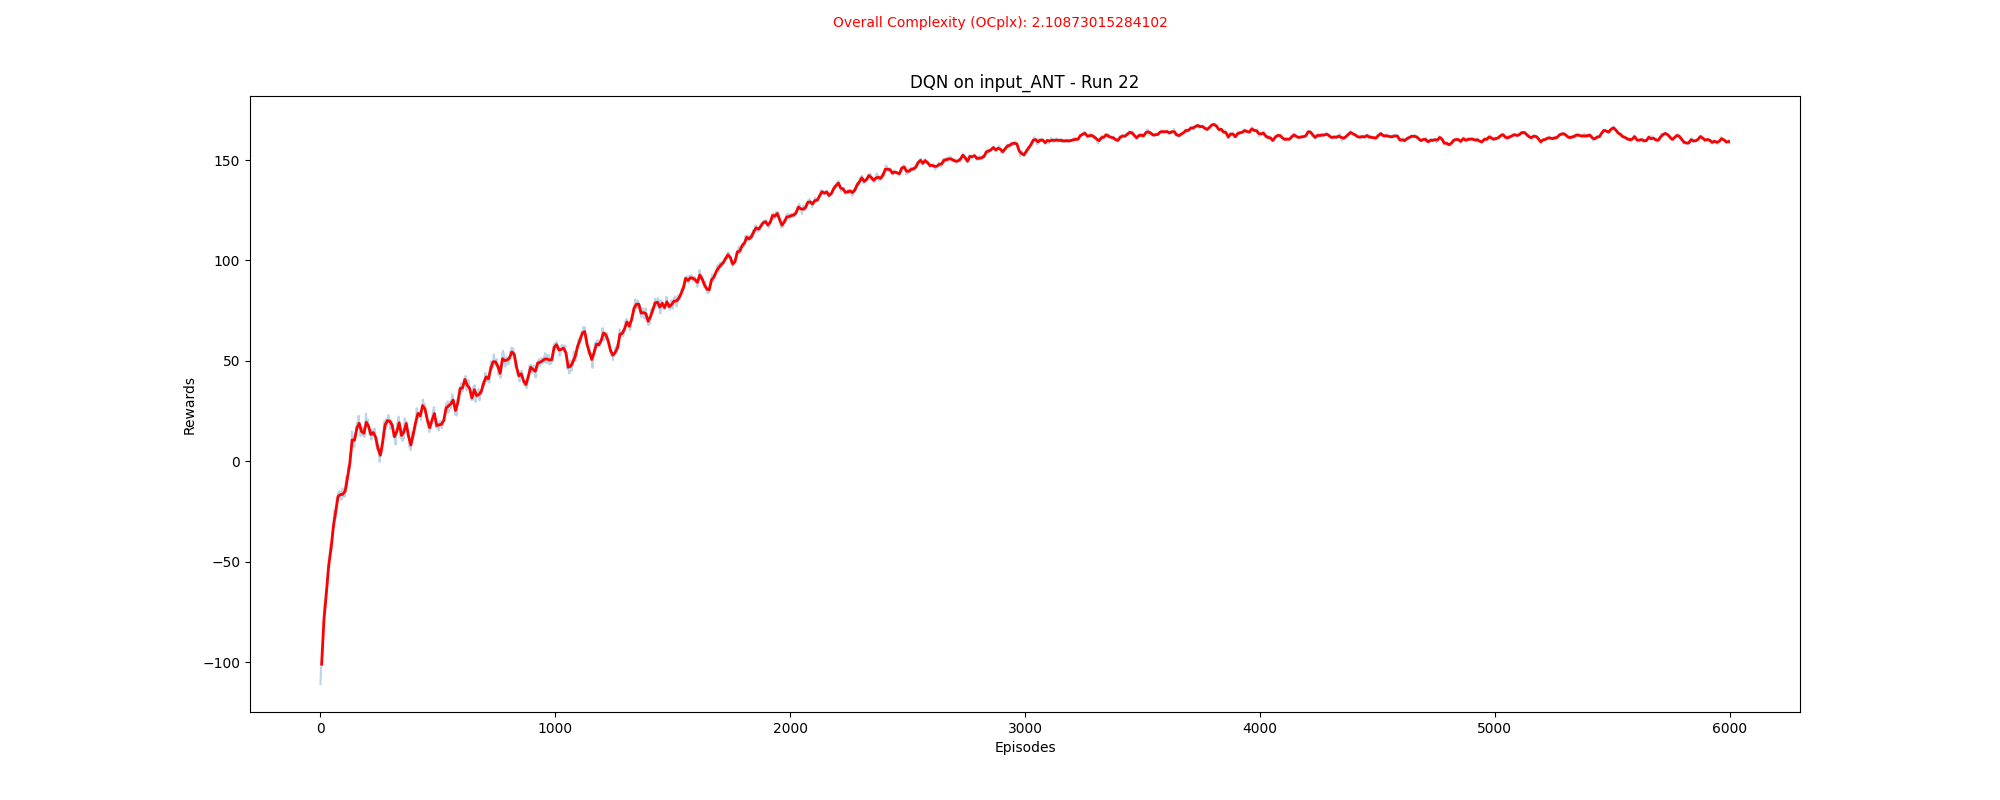 Overall Complexity (OCplx): 2.10873015284102
DQN on input_ANT - Run 22
Rewards
150
100
50
0
−50
−100
0 1000 2000 3000 4000 5000 6000
Episodes